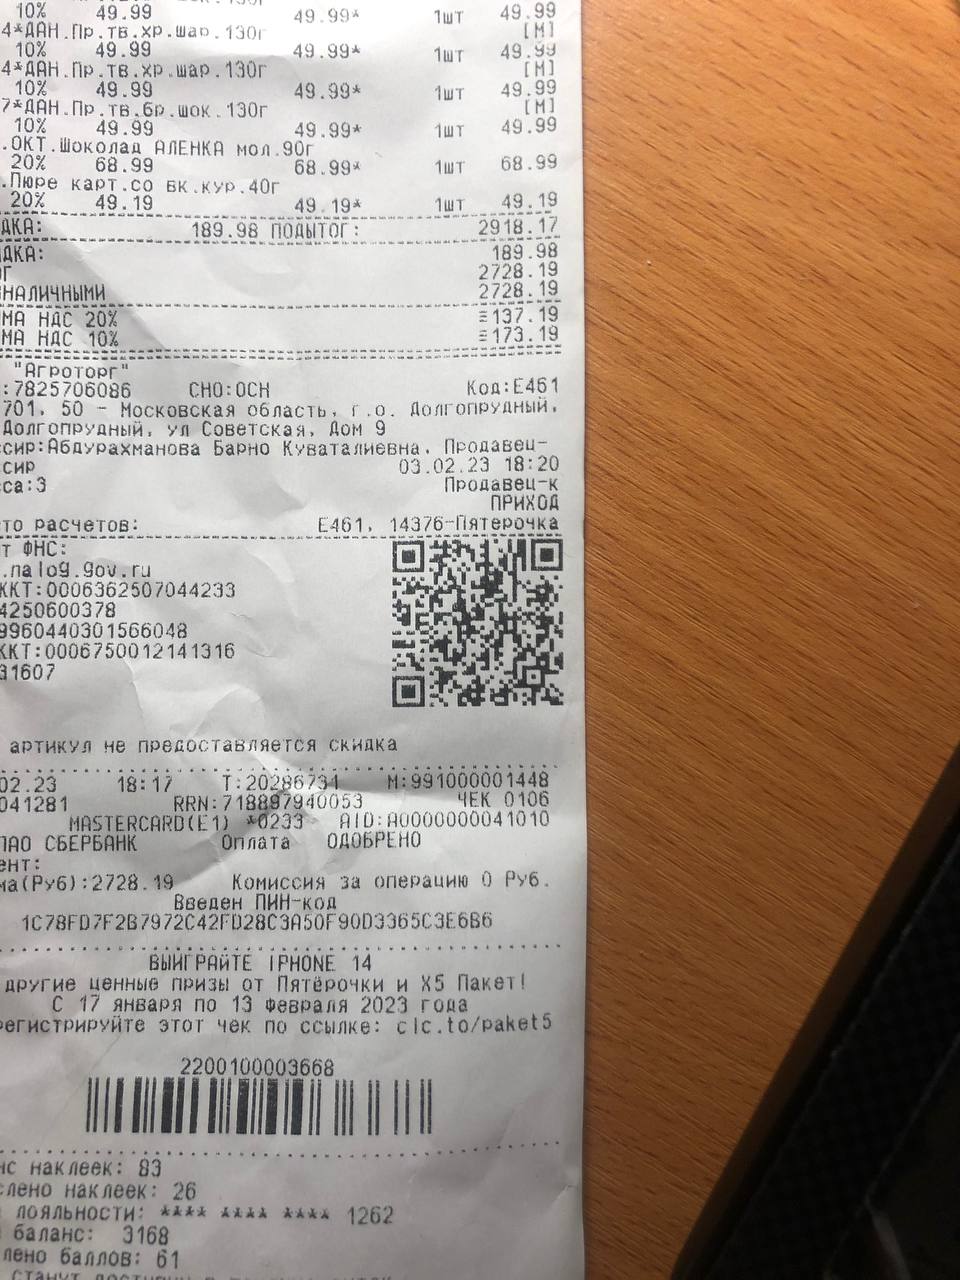 10% 49.99 49.99* 1шт 49.99
4*ДАН.Пр.тв.хр.шар.130г [М]
10% 49.99 49.99* 1шт 49.99
4*ДАН.Пр.тв.хр.шар.130г [М]
10% 49.99 49.99* 1шт 49.99
7*ДАН.Пр.тв.бр.шок.130г [М]
10% 49.99 49.99* 1шт 49.99
.ОКТ.Шоколад АЛЕНКА мол.90г
20% 68.99 68.99* 1шт 68.99
.Пюре карт.со вк.кур.40г
20% 49.19 49.19* 1шт 49.19
ДКА: 189.98 ПОДЫТОГ: 2918.17
ДКА: 189.98
Г 2728.19
НАЛИЧНЫМИ 2728.19
МА НДС 20% ≡137.19
МА НДС 10% ≡173.19
"Агроторг"
:7825706086 СНО:ОСН Код:E461
701, 50 - Московская область, г.о. Долгопрудный,
Долгопрудный, ул Советская, Дом 9
ссир:Абдурахманова Барно Куваталиевна, Продавец-
сир 03.02.23 18:20
са:3 Продавец-к
ПРИХОД
то расчетов: E461, 14376-Пятерочка
т ФНС:
.nalog.gov.ru
ККТ:0006362507044233
4250600378
9960440301566048
ККТ:0006750012141316
31607
артикул не предоставляется скидка
02.23 18:17 Т:20286731 М:991000001448
041281 RRN:718897940053 ЧЕК 0106
MASTERCARD(E1) *0233 AID:A0000000041010
ПАО СБЕРБАНК Оплата ОДОБРЕНО
ент:
ма(Руб):2728.19 Комиссия за операцию 0 Руб.
Введен ПИН-код
1C78FD7F2B7972C42FD28C3A50F90D3365C3E6B6
ВЫИГРАЙТЕ IPHONE 14
другие ценные призы от Пятёрочки и Х5 Пакет!
С 17 января по 13 февраля 2023 года
регистрируйте этот чек по ссылке: clc.to/paket5
2200100003668
нс наклеек: 83
слено наклеек: 26
лояльности: **** **** **** 1262
баланс: 3168
лено баллов: 61